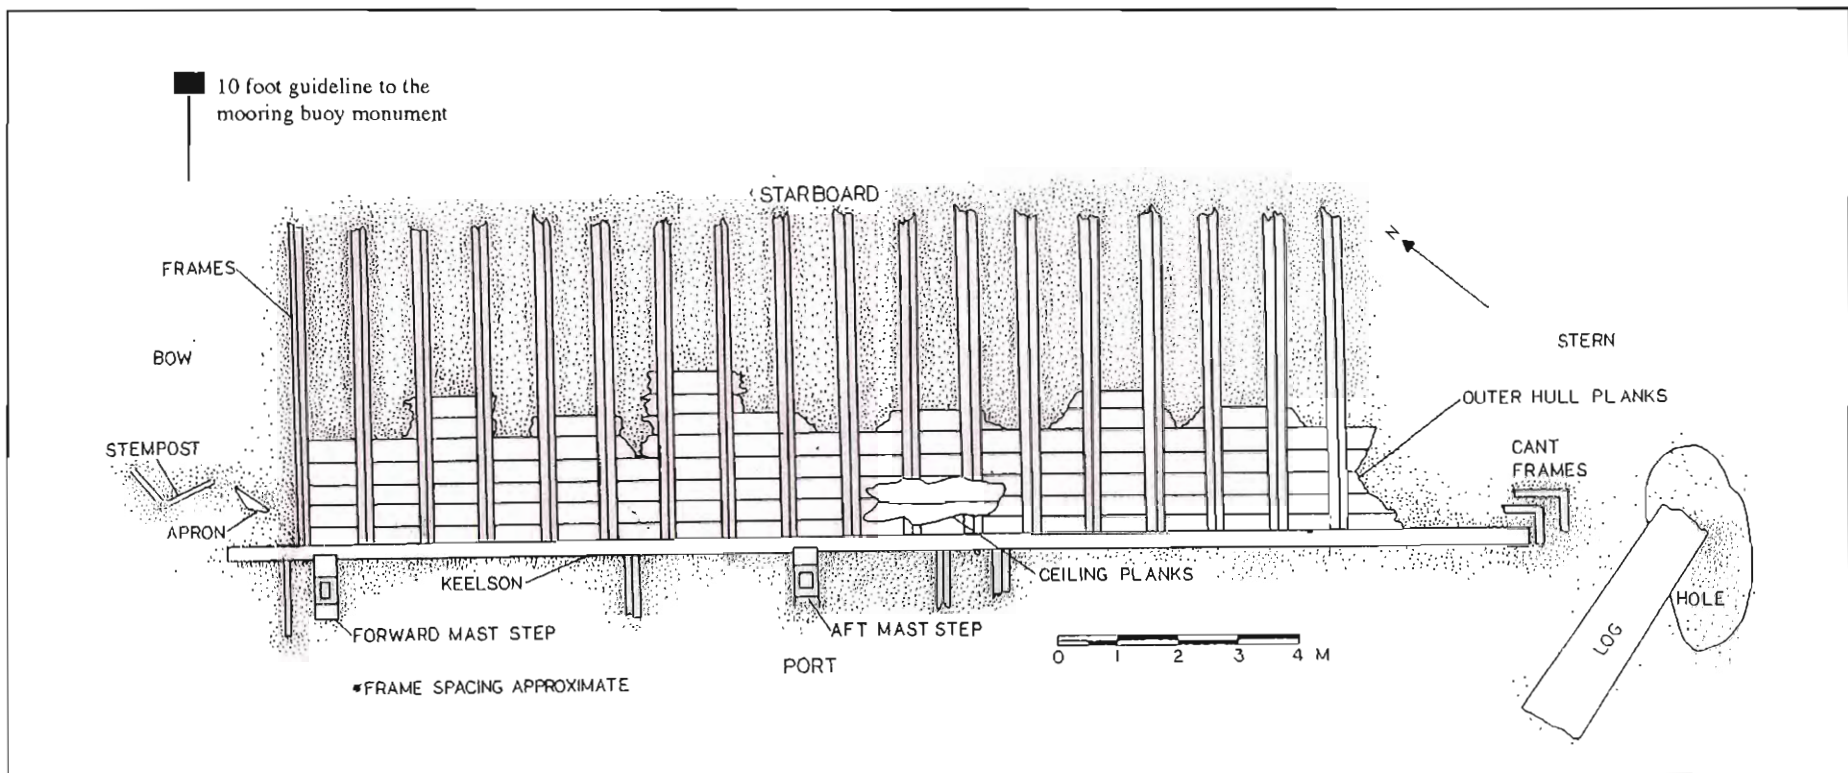 10 foot guideline to the
mooring buoy monument
STARBOARD
N
FRAMES
BOW
STERN
OUTER HULL PLANKS
STEMPOST
CANT
FRAMES
APRON
KEELSON
CEILING PLANKS
HOLE
FORWARD MAST STEP
AFT MAST STEP
LOG
0 1 2 3 4 M
PORT
*FRAME SPACING APPROXIMATE